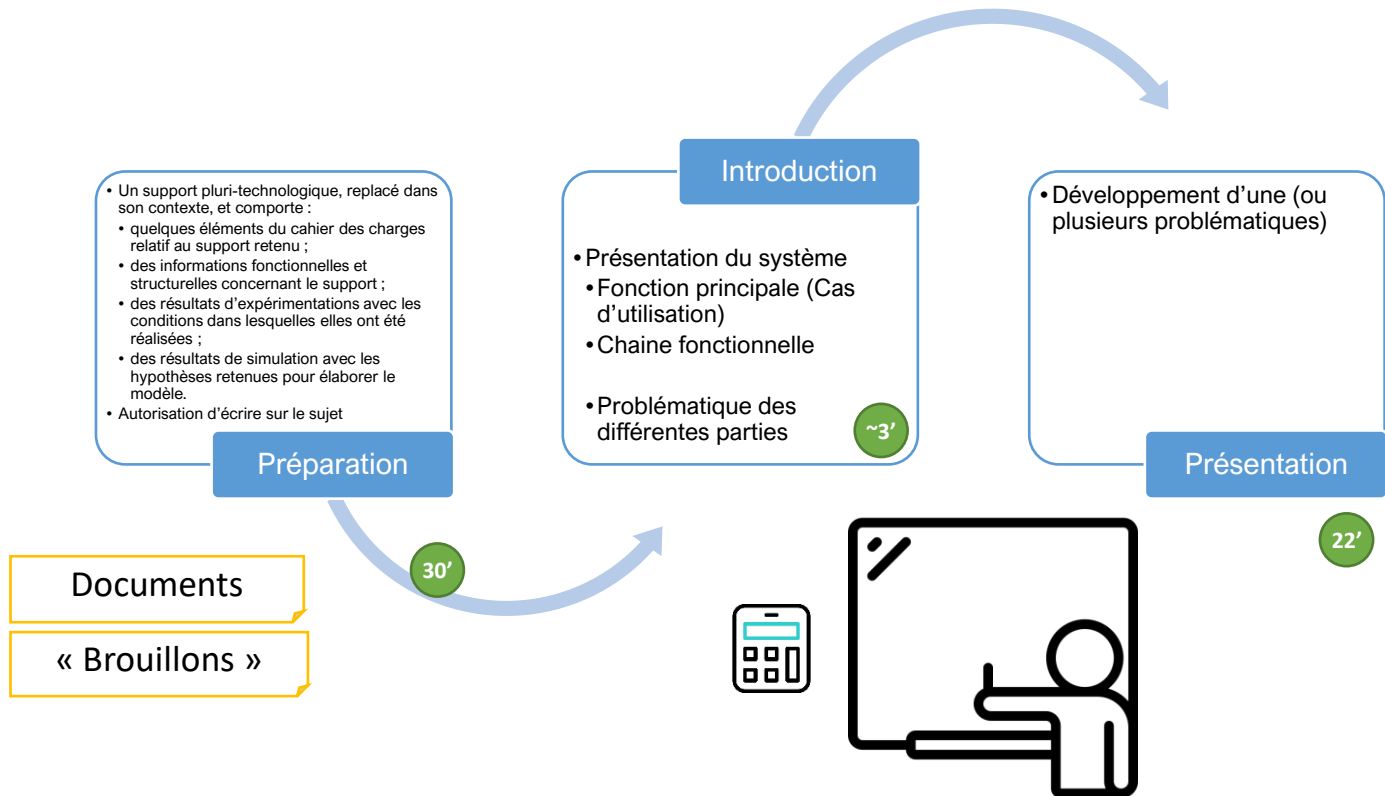 • Un support pluri-technologique, replacé dans
son contexte, et comporte :
• quelques éléments du cahier des charges
relatif au support retenu ;
• des informations fonctionnelles et
structurelles concernant le support ;
• des résultats d'expérimentations avec les
conditions dans lesquelles elles ont été
réalisées ;
• des résultats de simulation avec les
hypothèses retenues pour élaborer le
modèle.
• Autorisation d'écrire sur le sujet
Préparation
30'
Documents
« Brouillons »
Introduction
• Présentation du système
• Fonction principale (Cas
d'utilisation)
• Chaine fonctionnelle
• Problématique des
différentes parties
~3'
• Développement d'une (ou
plusieurs problématiques)
Présentation
22'